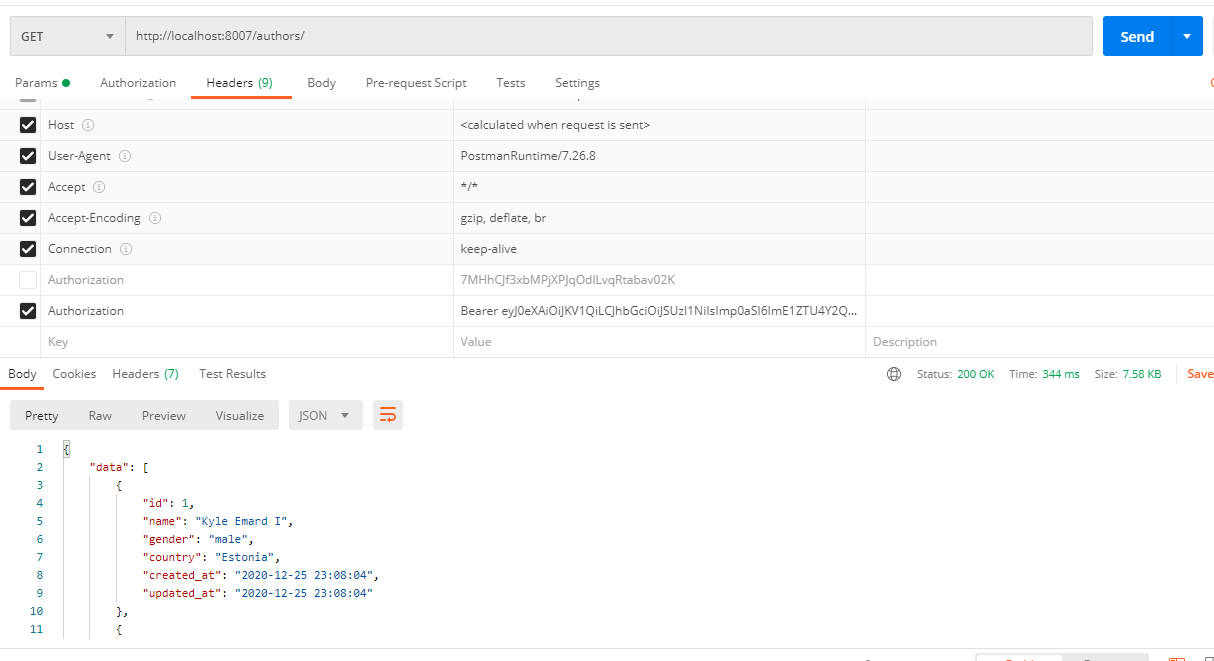 GET http://localhost:8007/authors/ Send
Params Authorization Headers (9) Body Pre-request Script Tests Settings
Host <calculated when request is sent>
User-Agent PostmanRuntime/7.26.8
Accept */*
Accept-Encoding gzip, deflate, br
Connection keep-alive
Authorization 7MHhCJf3xbMPjXPJqOdILvqRtabav02K
Authorization Bearer eyJ0eXAiOiJKV1QiLCJhbGciOiJSUzI1NiIsImp0aSI6ImE1ZTU4Y2Q...
Key Value Description
Body Cookies Headers (7) Test Results Status: 200 OK Time: 344 ms Size: 7.58 KB Save
Pretty Raw Preview Visualize JSON
1 {
2 "data": [
3 {
4 "id": 1,
5 "name": "Kyle Emard I",
6 "gender": "male",
7 "country": "Estonia",
8 "created_at": "2020-12-25 23:08:04",
9 "updated_at": "2020-12-25 23:08:04"
10 },
11 {